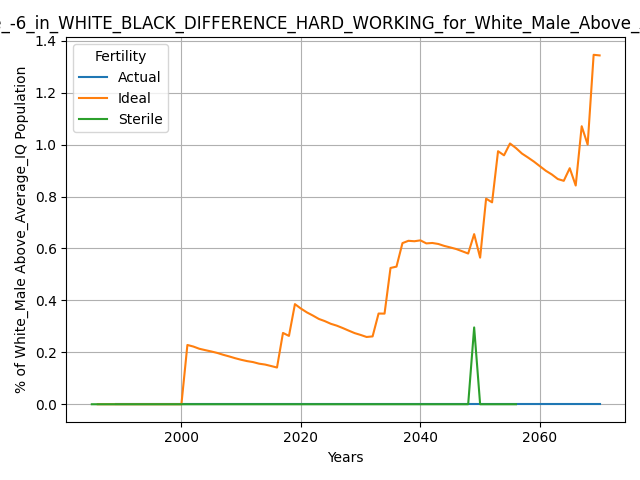 _-6_in_WHITE_BLACK_DIFFERENCE_HARD_WORKING_for_White_Male_Above_
1.4
1.2
1.0
0.8
0.6
0.4
0.2
0.0
% of White_Male Above_Average_IQ Population
Fertility
Actual
Ideal
Sterile
2000
2020
2040
2060
Years